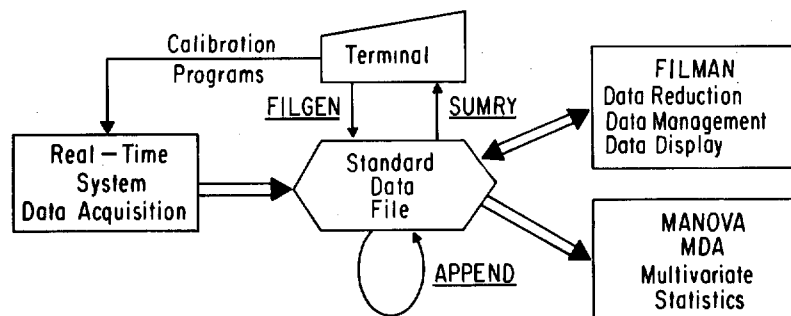 Calibration
Programs
Terminal
FILGEN
SUMRY
FILMAN
Data Reduction
Data Management
Data Display
Real-Time
System
Data Acquisition
Standard
Data
File
APPEND
MANOVA
MDA
Multivariate
Statistics